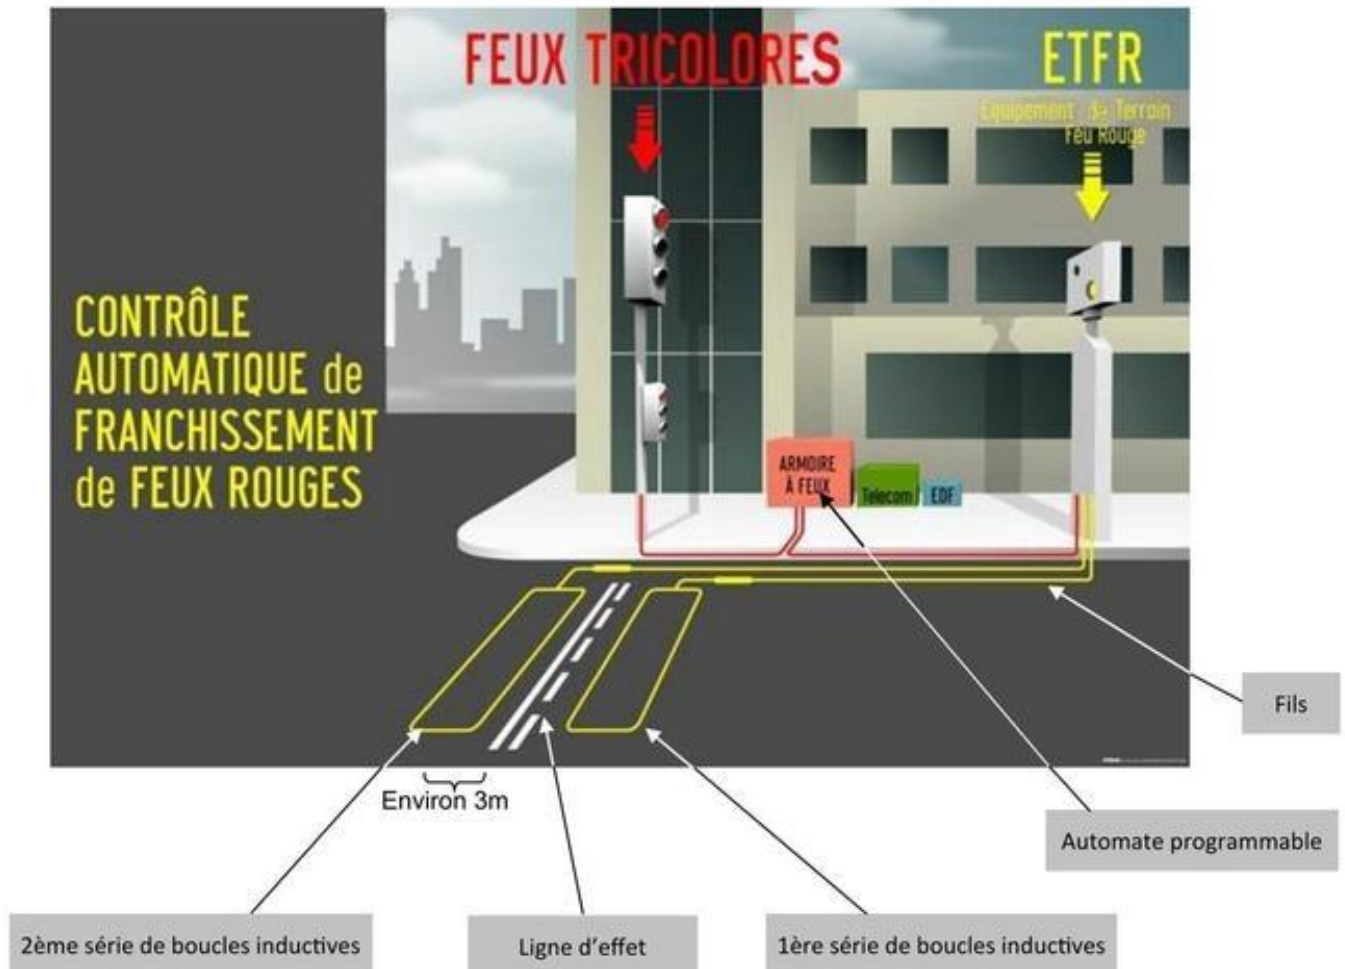 FEUX TRICOLORES
ETFR
Equipement de Terrain
Feu Rouge
CONTRÔLE
AUTOMATIQUE de
FRANCHISSEMENT
de FEUX ROUGES
ARMOIRE
À FEUX
Telecom
EDF
Fils
Environ 3m
Automate programmable
2ème série de boucles inductives
Ligne d'effet
1ère série de boucles inductives